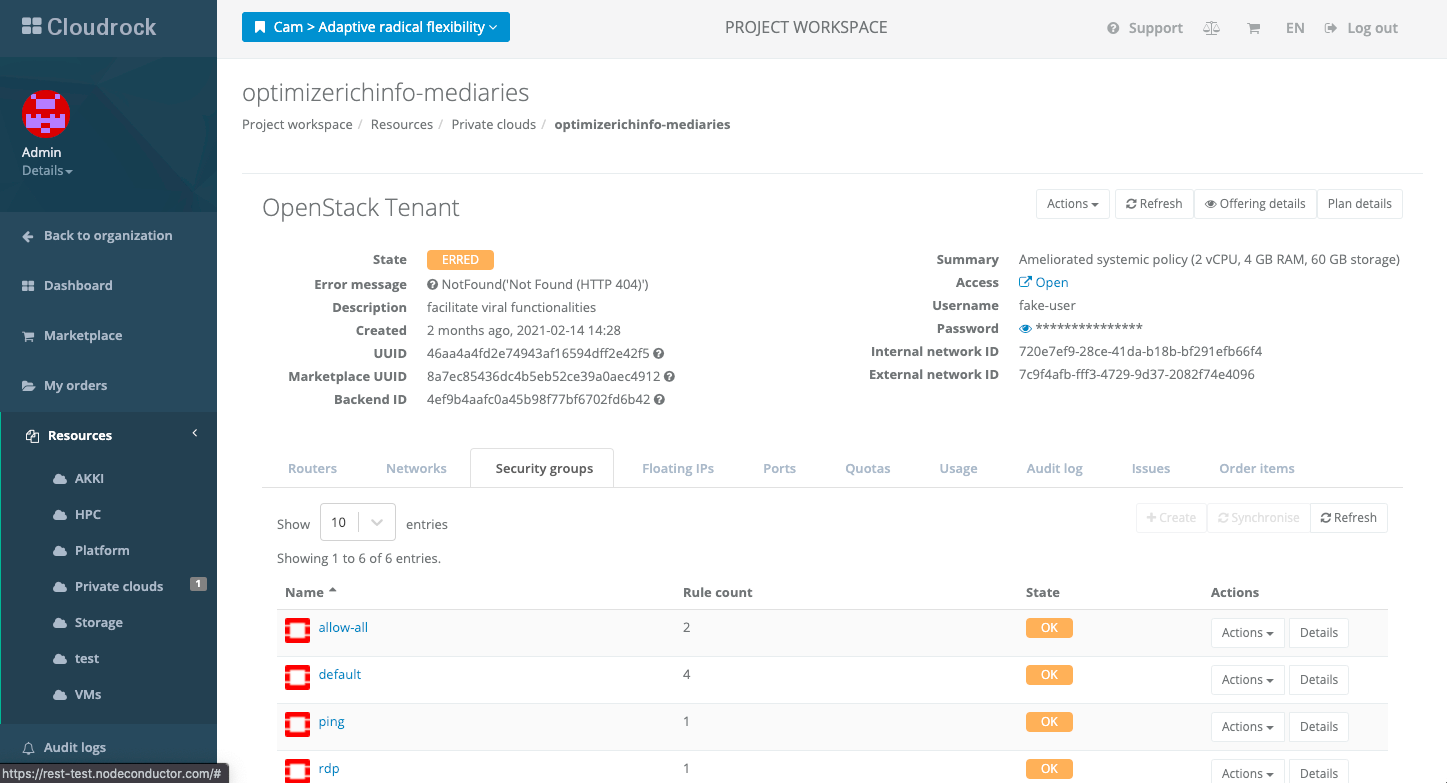 Cloudrock
Cam > Adaptive radical flexibility
PROJECT WORKSPACE
Support
EN
Log out
Admin
Details
Back to organization
Dashboard
Marketplace
My orders
Resources
AKKI
HPC
Platform
Private clouds 1
Storage
test
VMs
Audit logs
https://rest-test.nodeconductor.com/#
optimizerichinfo-mediaries
Project workspace / Resources / Private clouds / optimizerichinfo-mediaries
OpenStack Tenant
Actions Refresh Offering details Plan details
State ERRED
Error message NotFound('Not Found (HTTP 404)')
Description facilitate viral functionalities
Created 2 months ago, 2021-02-14 14:28
UUID 46aa4a4fd2e74943af16594dff2e42f5
Marketplace UUID 8a7ec85436dc4b5eb52ce39a0aec4912
Backend ID 4ef9b4aafc0a45b98f77bf6702fd6b42
Summary Ameliorated systemic policy (2 vCPU, 4 GB RAM, 60 GB storage)
Access Open
Username fake-user
Password ***************
Internal network ID 720e7ef9-28ce-41da-b18b-bf291efb66f4
External network ID 7c9f4afb-fff3-4729-9d37-2082f74e4096
Routers Networks Security groups Floating IPs Ports Quotas Usage Audit log Issues Order items
Show 10 entries
Create Synchronise Refresh
Showing 1 to 6 of 6 entries.
Name Rule count State Actions
allow-all 2 OK Actions Details
default 4 OK Actions Details
ping 1 OK Actions Details
rdp 1 OK Actions Details